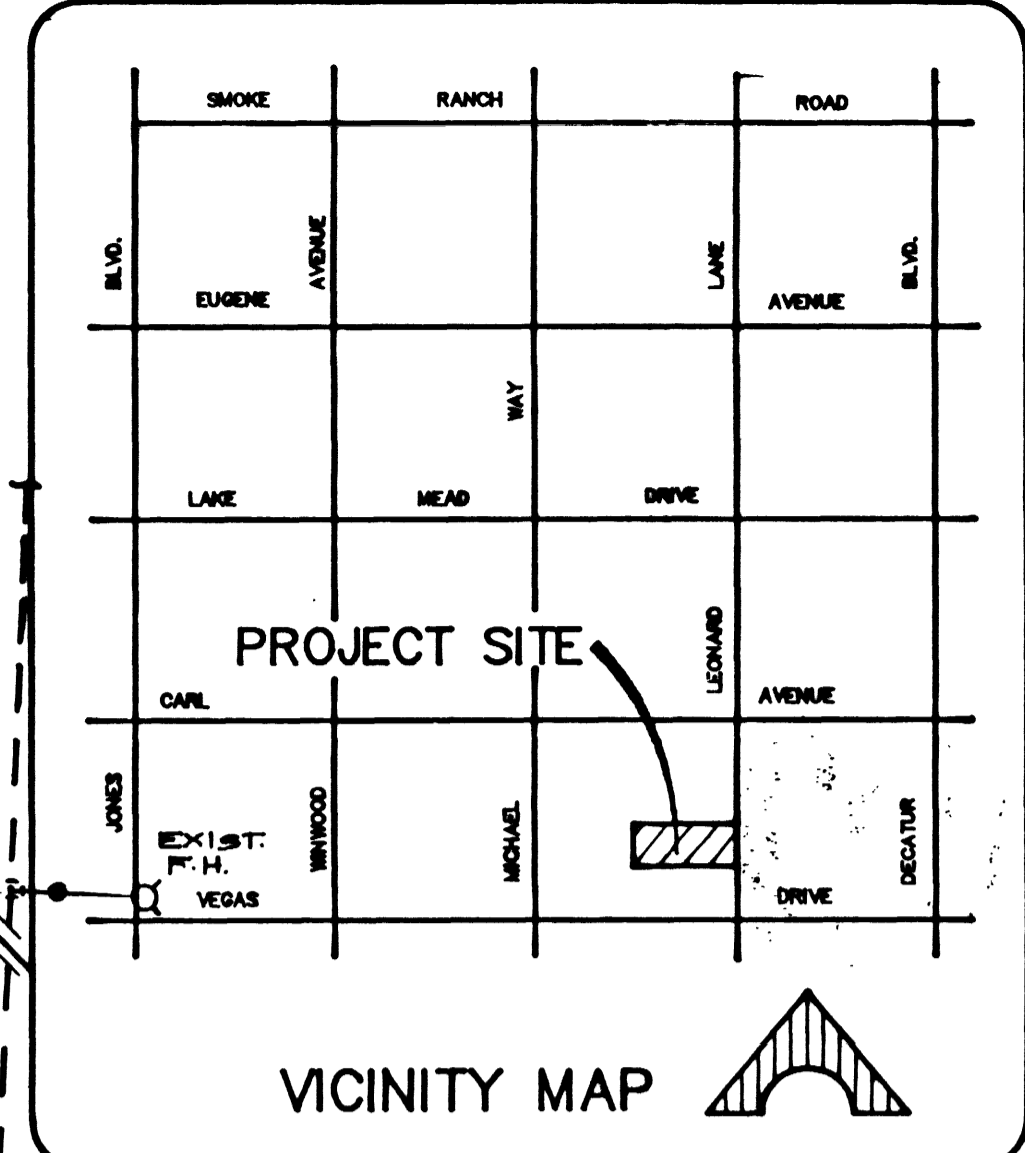 SMOKE RANCH ROAD
BLVD.
AVENUE
LANE
BLVD.
EUGENE AVENUE
WAY
LAKE MEAD DRIVE
PROJECT SITE
LEONARD
CARL AVENUE
JONES
WINWOOD
MICHAEL
DECATUR
EXIST.
F.H.
VEGAS DRIVE
VICINITY MAP